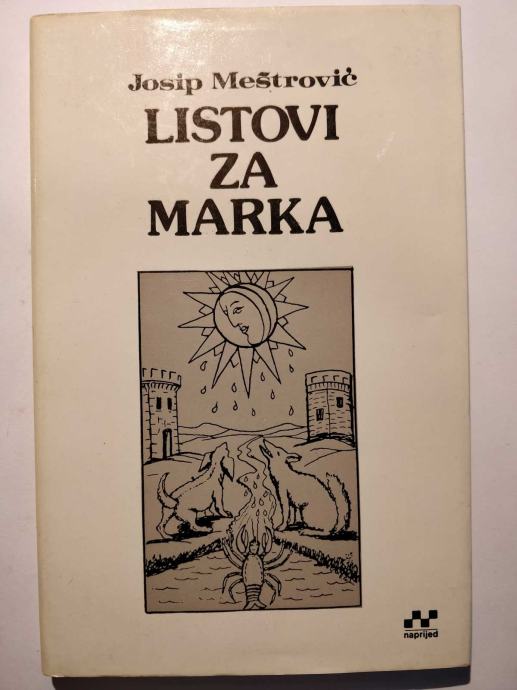 Josip Meštrović
LISTOVI
ZA
MARKA
naprijed